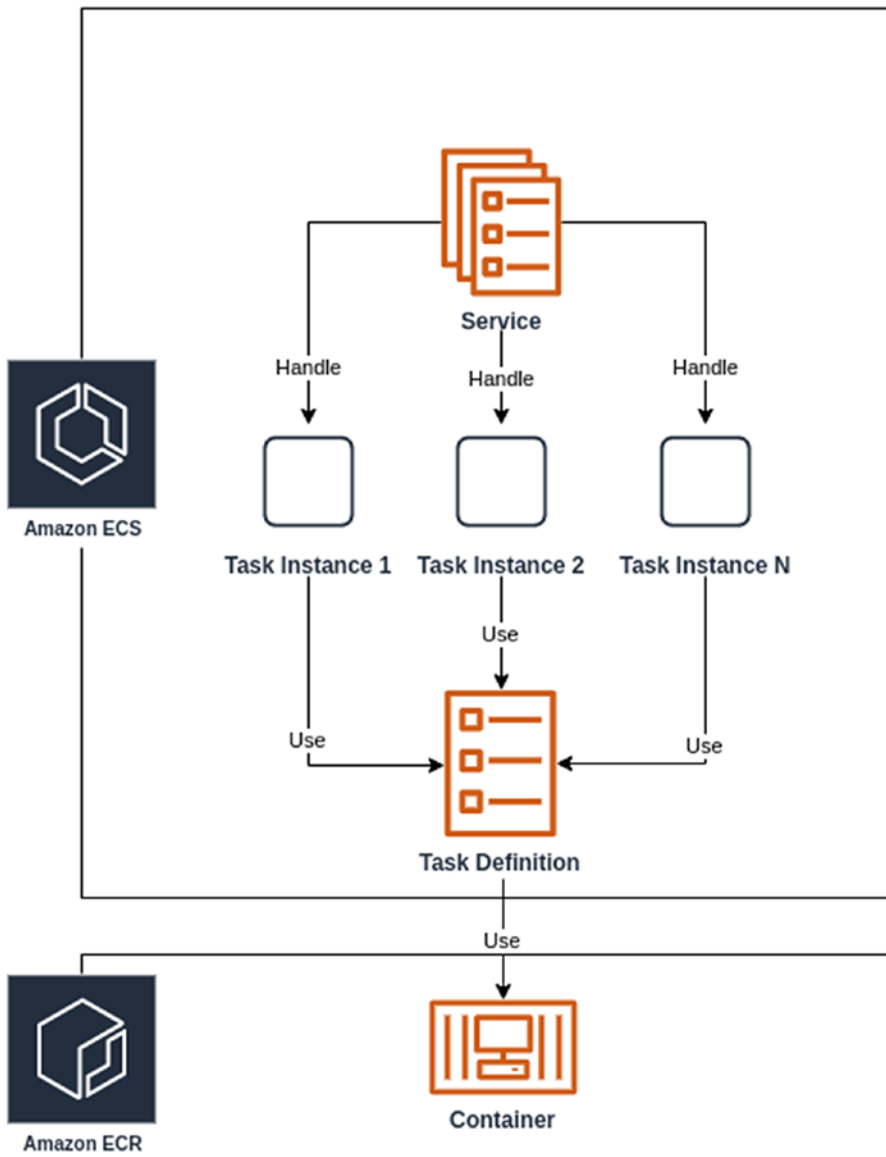 Service
Handle
Handle
Handle
Amazon ECS
Task Instance 1
Task Instance 2
Task Instance N
Use
Use
Use
Task Definition
Use
Container
Amazon ECR